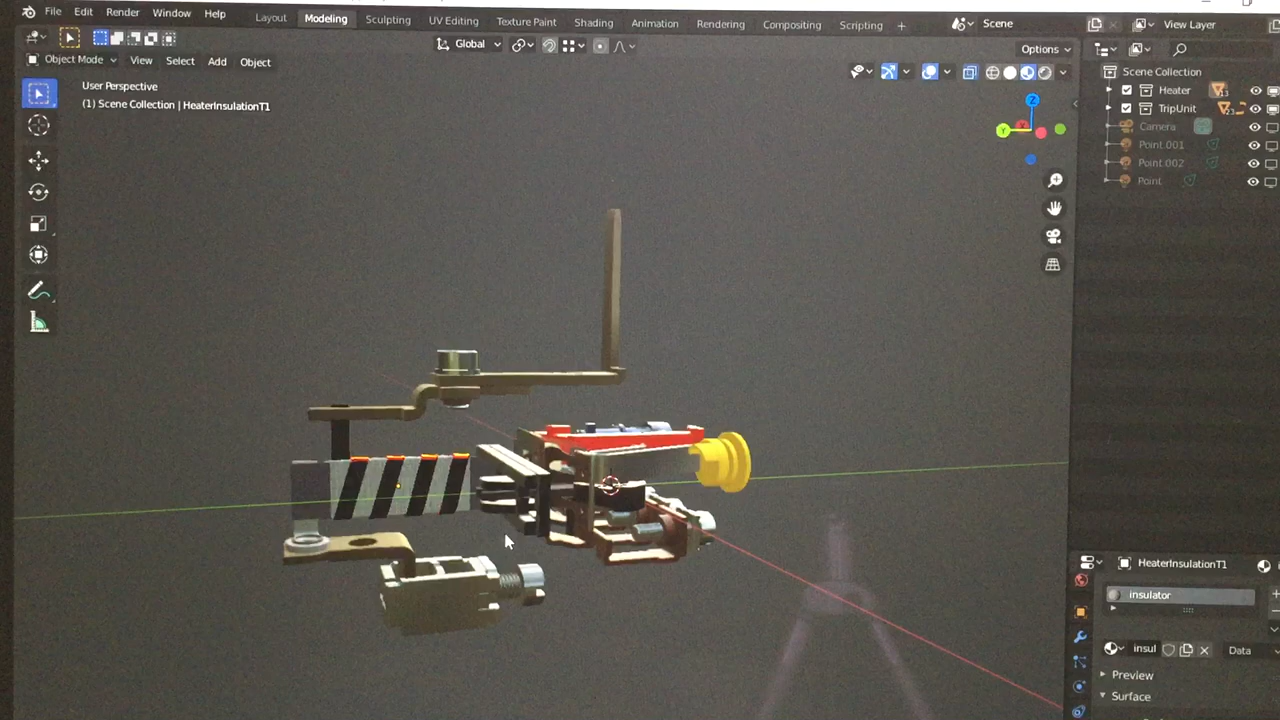 File Edit Render Window Help Layout Modeling Sculpting UV Editing Texture Paint Shading Animation Rendering Compositing Scripting + Scene View Layer
Global Options
Object Mode View Select Add Object
User Perspective
(1) Scene Collection | HeaterInsulationT1
Z
Y
Scene Collection
Heater 13
TripUnit 23
Camera
Point.001
Point.002
Point
HeaterInsulationT1
insulator
insul Data
Preview
Surface